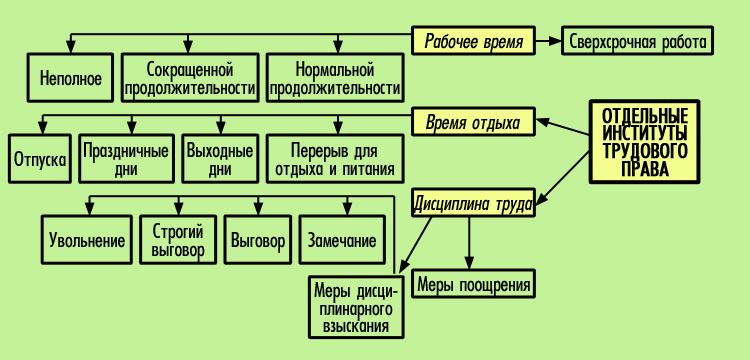 Рабочее время
Сверхсрочная работа
Неполное
Сокращенной
продолжительности
Нормальной
продолжительности
Время отдыха
ОТДЕЛЬНЫЕ
ИНСТИТУТЫ
ТРУДОВОГО
ПРАВА
Отпуска
Праздничные
дни
Выходные
дни
Перерыв для
отдыха и питания
Дисциплина труда
Увольнение
Строгий
выговор
Выговор
Замечание
Меры дисци-
плинарного
взыскания
Меры поощрения